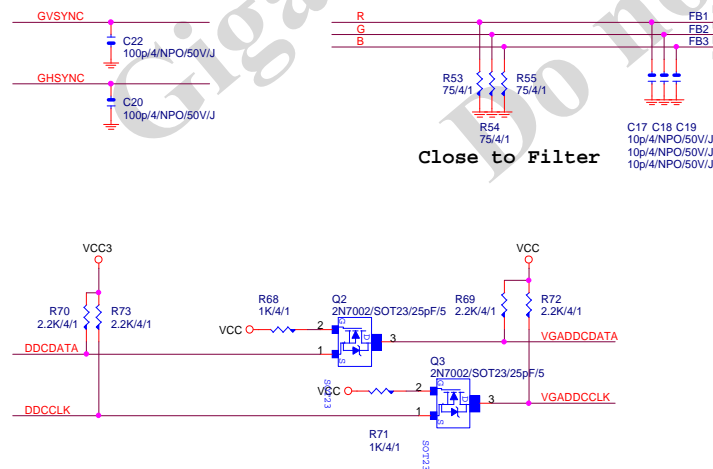 GVSYNC
C22
100p/4/NPO/50V/J
GHSYNC
C20
100p/4/NPO/50V/J
R
G
B
FB1
FB2
FB3
R53
75/4/1
R55
75/4/1
R54
75/4/1
Close to Filter
C17 C18 C19
10p/4/NPO/50V/J
10p/4/NPO/50V/J
10p/4/NPO/50V/J
Giga
Do no
VCC3
R70
2.2K/4/1
R73
2.2K/4/1
DDCDATA
DDCCLK
R68
1K/4/1
VCC
Q2
2N7002/SOT23/25pF/5
2
1
3
G
D
S
SOT23
VCC
R69
2.2K/4/1
R72
2.2K/4/1
VGADDCDATA
Q3
2N7002/SOT23/25pF/5
VCC
2
1
3
G
D
S
R71
1K/4/1
SOT23
VGADDCCLK